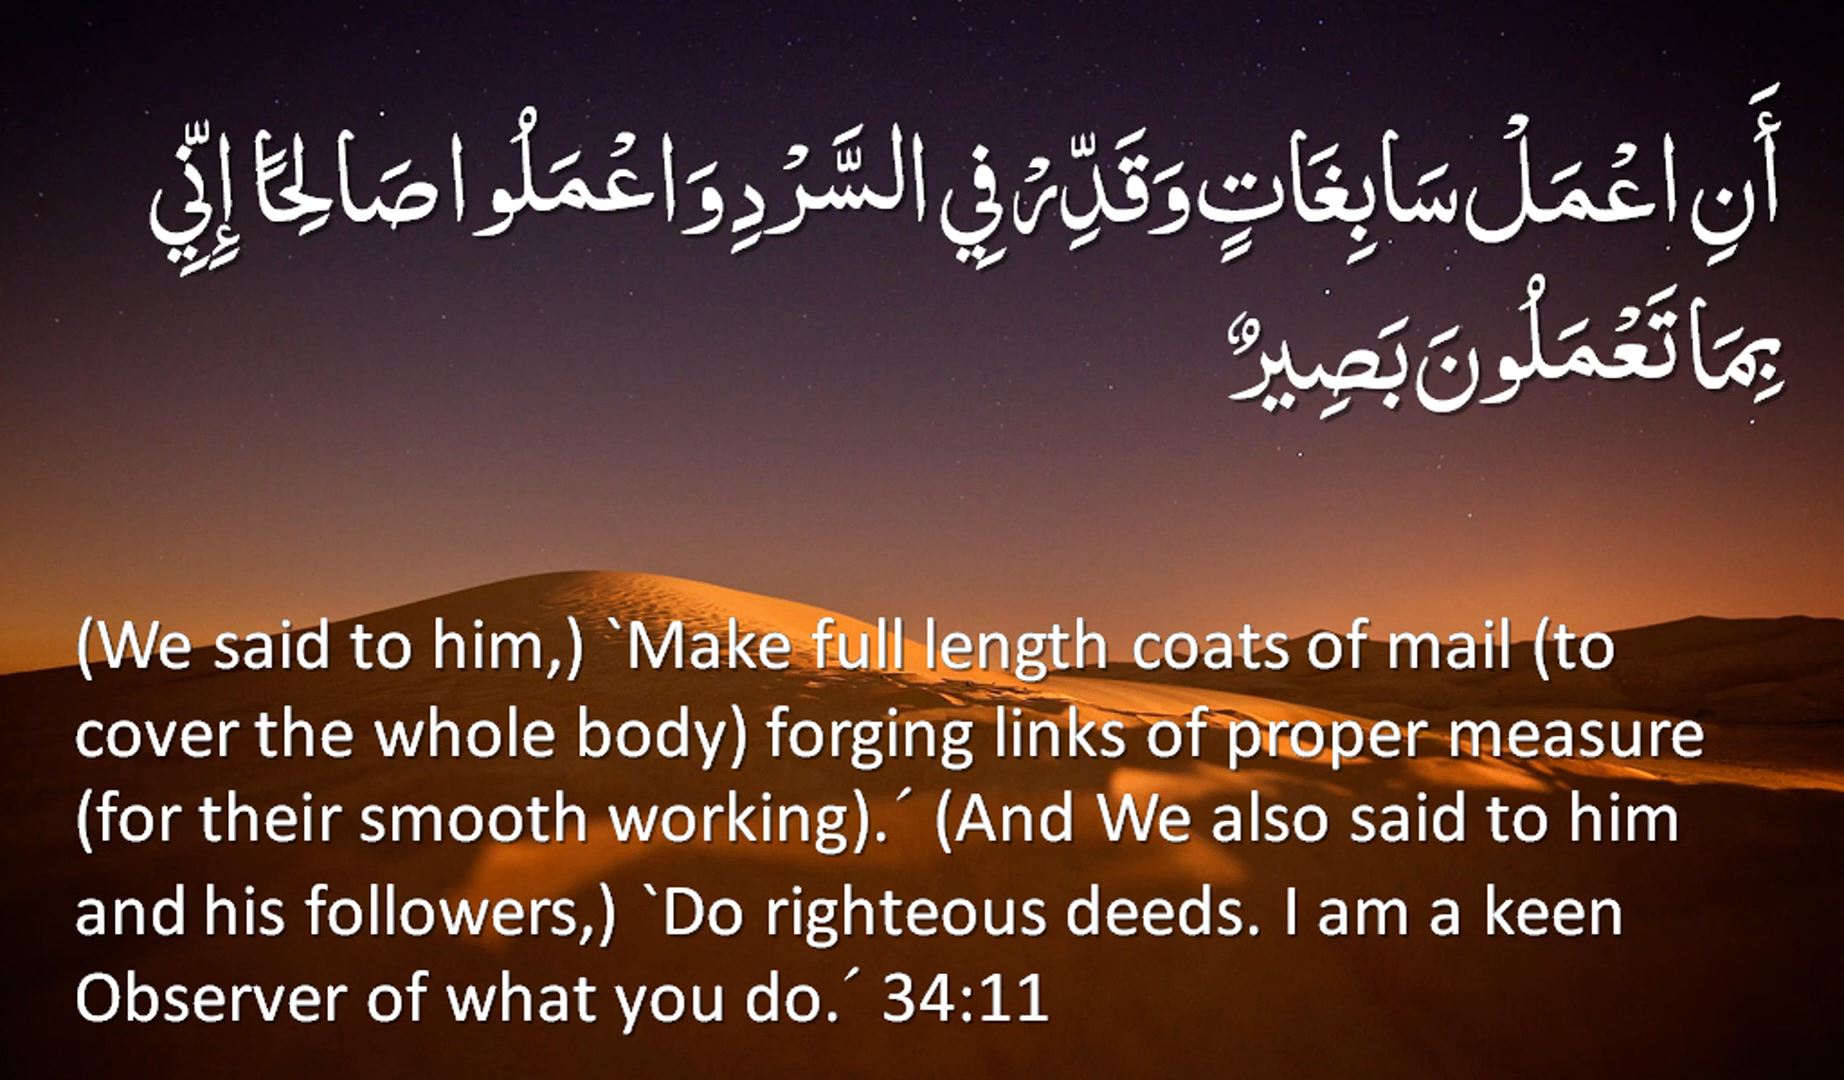 أَنِ اعْمَلْ سَابِغَاتٍ وَقَدِّرْ فِي السَّرْدِ وَاعْمَلُوا صَالِحًا إِنِّي
بِمَا تَعْمَلُونَ بَصِيرٌ
(We said to him,) `Make full length coats of mail (to
cover the whole body) forging links of proper measure
(for their smooth working).´ (And We also said to him
and his followers,) `Do righteous deeds. I am a keen
Observer of what you do.´ 34:11